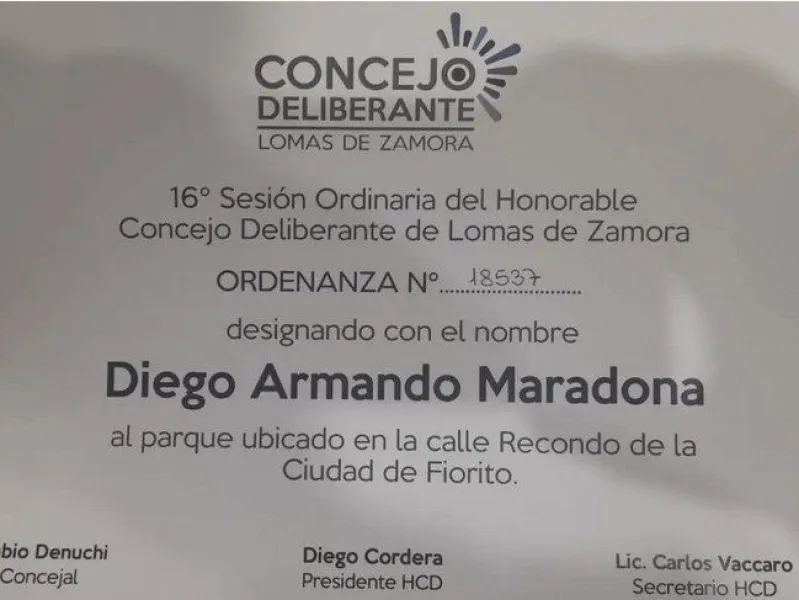 CONCEJO
DELIBERANTE
LOMAS DE ZAMORA
16° Sesión Ordinaria del Honorable
Concejo Deliberante de Lomas de Zamora
ORDENANZA N°...18537...
designando con el nombre
Diego Armando Maradona
al parque ubicado en la calle Recondo de la
Ciudad de Fiorito.
bio Denuchi
Concejal
Diego Cordera
Presidente HCD
Lic. Carlos Vaccaro
Secretario HCD